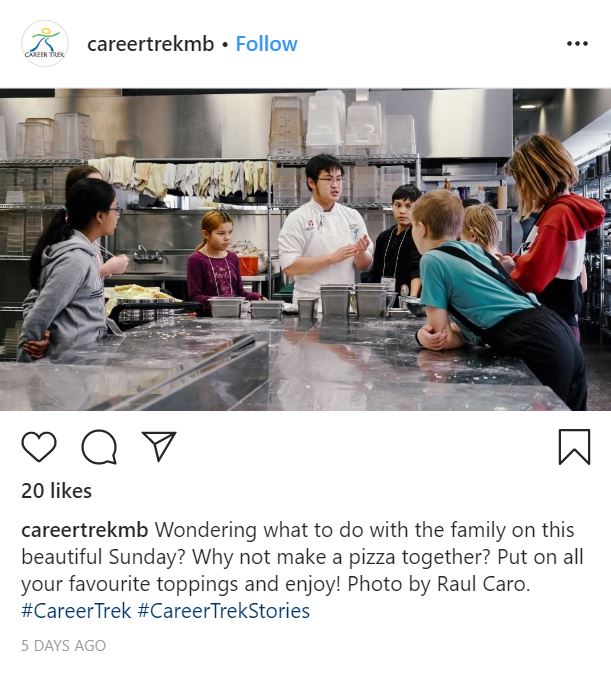 CAREER TREK
careertrekmb • Follow
20 likes
careertrekmb Wondering what to do with the family on this
beautiful Sunday? Why not make a pizza together? Put on all
your favourite toppings and enjoy! Photo by Raul Caro.
#CareerTrek #CareerTrekStories
5 DAYS AGO